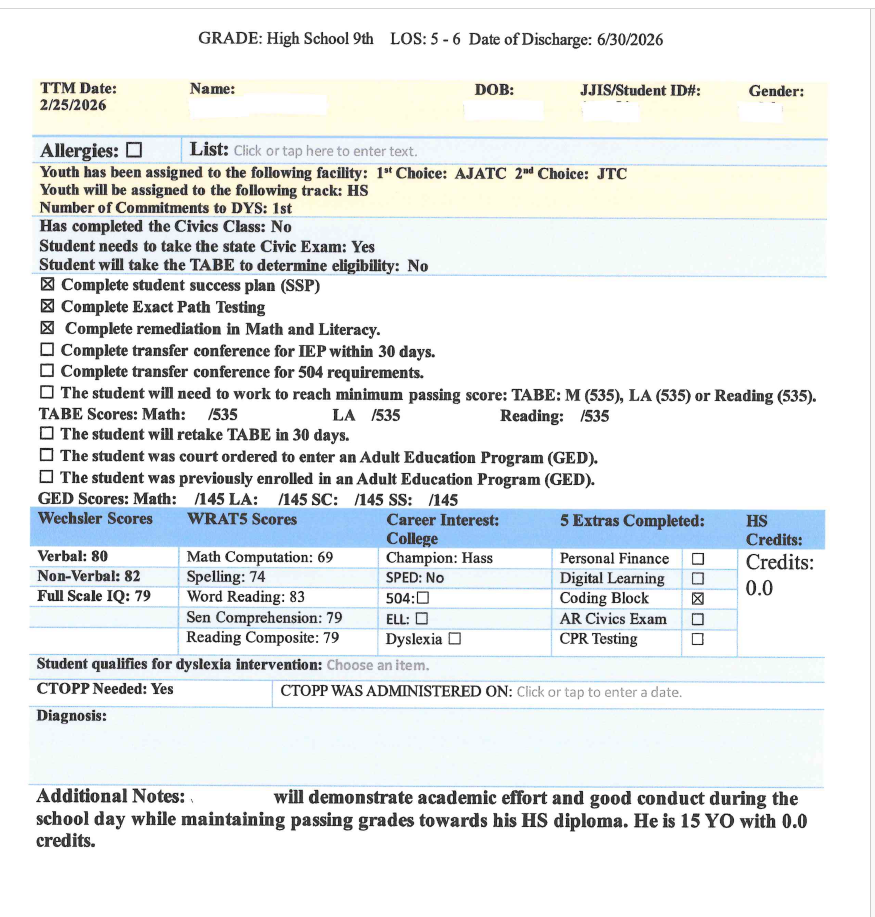 GRADE: High School 9th LOS: 5 - 6 Date of Discharge: 6/30/2026
TTM Date: Name: DOB: JJIS/Student ID#: Gender:
2/25/2026
Allergies: ☐ List: Click or tap here to enter text.
Youth has been assigned to the following facility: 1st Choice: AJATC 2nd Choice: JTC
Youth will be assigned to the following track: HS
Number of Commitments to DYS: 1st
Has completed the Civics Class: No
Student needs to take the state Civic Exam: Yes
Student will take the TABE to determine eligibility: No
☒ Complete student success plan (SSP)
☒ Complete Exact Path Testing
☒ Complete remediation in Math and Literacy.
☐ Complete transfer conference for IEP within 30 days.
☐ Complete transfer conference for 504 requirements.
☐ The student will need to work to reach minimum passing score: TABE: M (535), LA (535) or Reading (535).
TABE Scores: Math: /535 LA /535 Reading: /535
☐ The student will retake TABE in 30 days.
☐ The student was court ordered to enter an Adult Education Program (GED).
☐ The student was previously enrolled in an Adult Education Program (GED).
GED Scores: Math: /145 LA: /145 SC: /145 SS: /145
Wechsler Scores WRAT5 Scores Career Interest: 5 Extras Completed: HS
College Credits:
Verbal: 80 Math Computation: 69 Champion: Hass Personal Finance ☐ Credits:
Non-Verbal: 82 Spelling: 74 SPED: No Digital Learning ☐ 0.0
Full Scale IQ: 79 Word Reading: 83 504:☐ Coding Block ☒
Sen Comprehension: 79 ELL: ☐ AR Civics Exam ☐
Reading Composite: 79 Dyslexia ☐ CPR Testing ☐
Student qualifies for dyslexia intervention: Choose an item.
CTOPP Needed: Yes CTOPP WAS ADMINISTERED ON: Click or tap to enter a date.
Diagnosis:
Additional Notes: will demonstrate academic effort and good conduct during the
school day while maintaining passing grades towards his HS diploma. He is 15 YO with 0.0
credits.